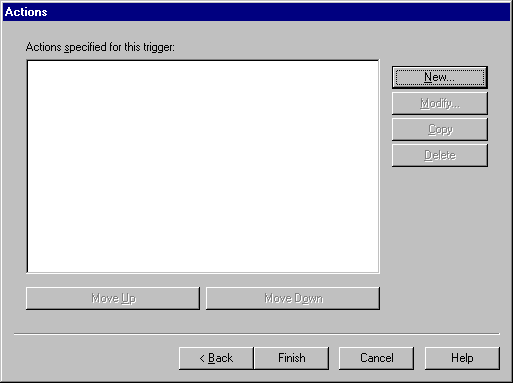 Actions
Actions specified for this trigger:
New...
Modify...
Copy
Delete
Move Up
Move Down
< Back
Finish
Cancel
Help